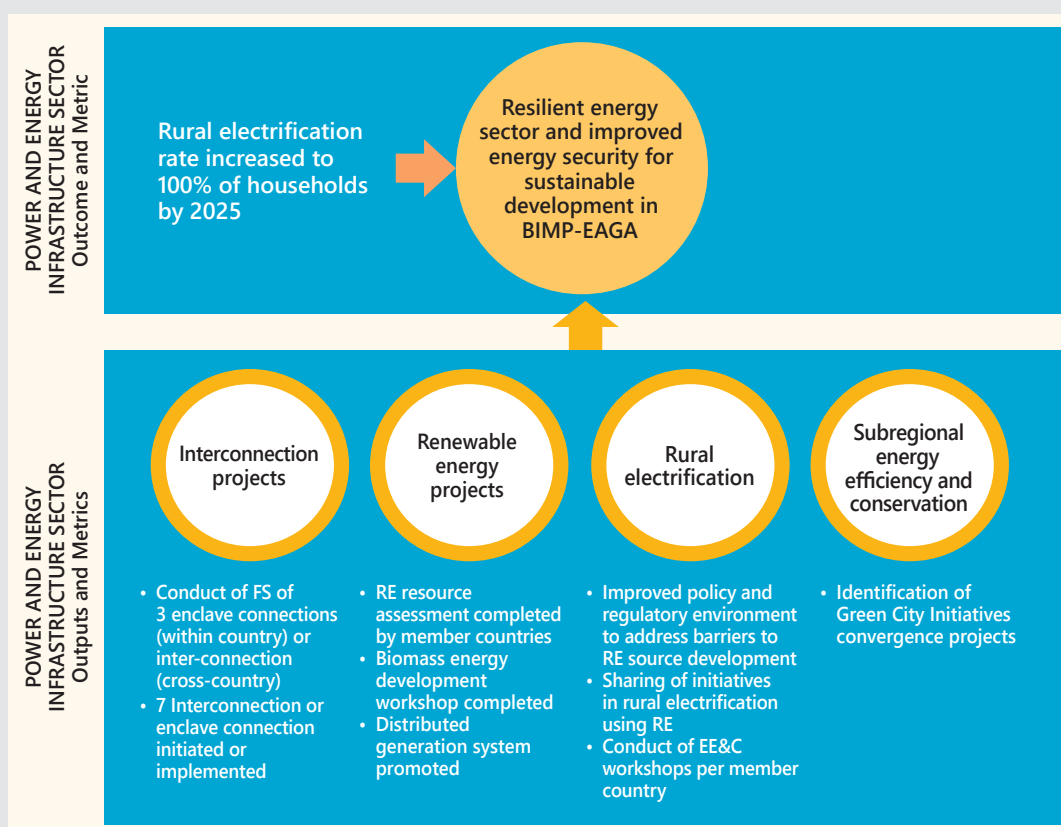 POWER AND ENERGY
INFRASTRUCTURE SECTOR
Outcome and Metric
Rural electrification
rate increased to
100% of households
by 2025
Resilient energy
sector and improved
energy security for
sustainable
development in
BIMP-EAGA
POWER AND ENERGY
INFRASTRUCTURE SECTOR
Outputs and Metrics
Interconnection
projects
• Conduct of FS of
3 enclave connections
(within country) or
inter-connection
(cross-country)
• 7 Interconnection or
enclave connection
initiated or
implemented
Renewable
energy
projects
• RE resource
assessment completed
by member countries
• Biomass energy
development
workshop completed
• Distributed
generation system
promoted
Rural
electrification
• Improved policy and
regulatory environment
to address barriers to
RE source development
• Sharing of initiatives
in rural electrification
using RE
• Conduct of EE&C
workshops per member
country
Subregional
energy
efficiency and
conservation
• Identification of
Green City Initiatives
convergence projects